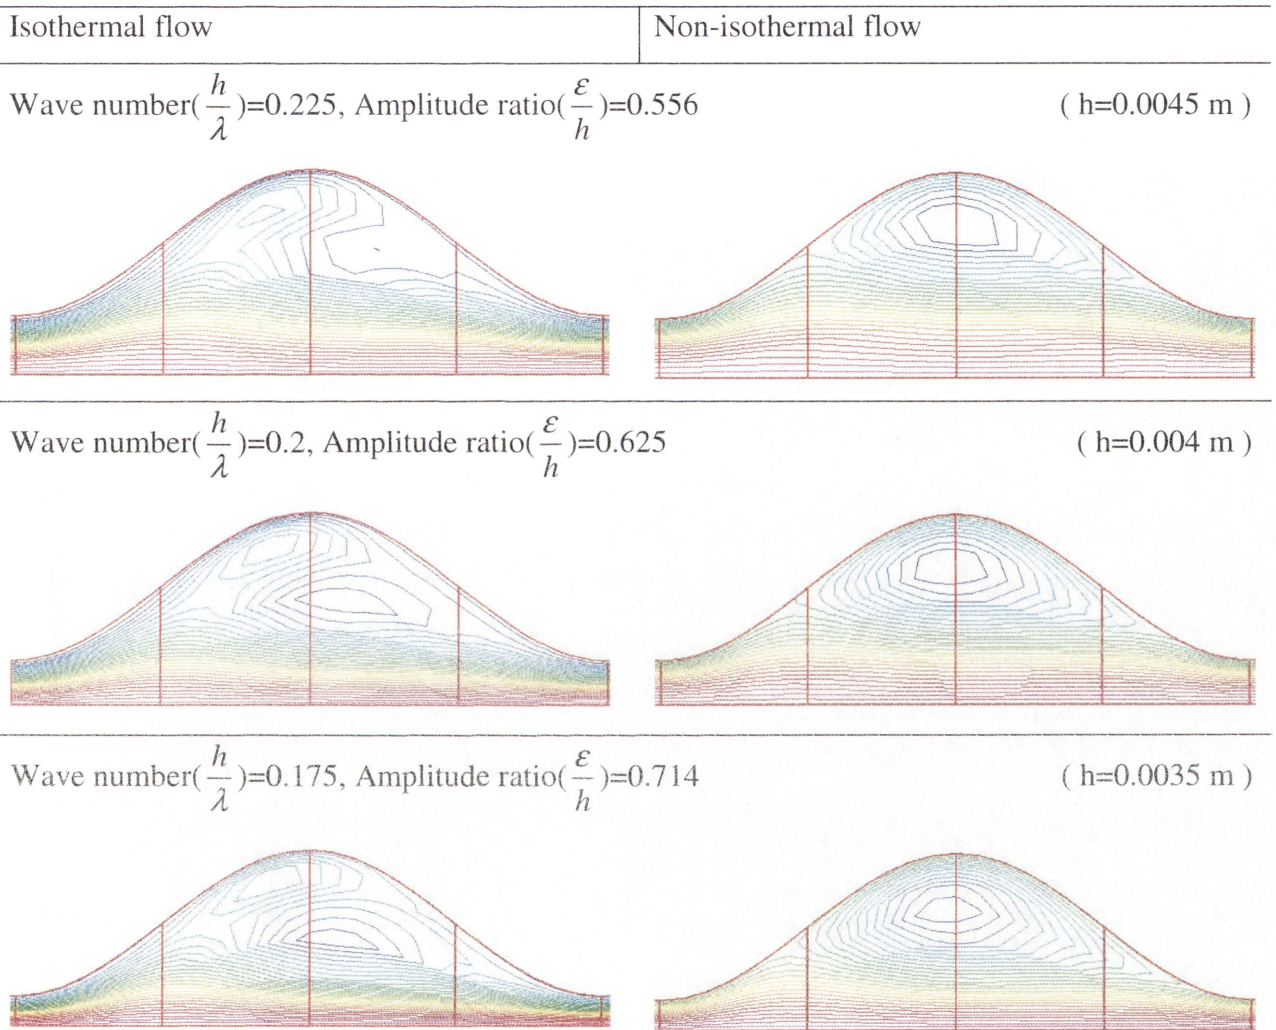 Isothermal flow
Non-isothermal flow
Wave number(h/λ)=0.225, Amplitude ratio(ε/h)=0.556 ( h=0.0045 m )
Wave number(h/λ)=0.2, Amplitude ratio(ε/h)=0.625 ( h=0.004 m )
Wave number(h/λ)=0.175, Amplitude ratio(ε/h)=0.714 ( h=0.0035 m )